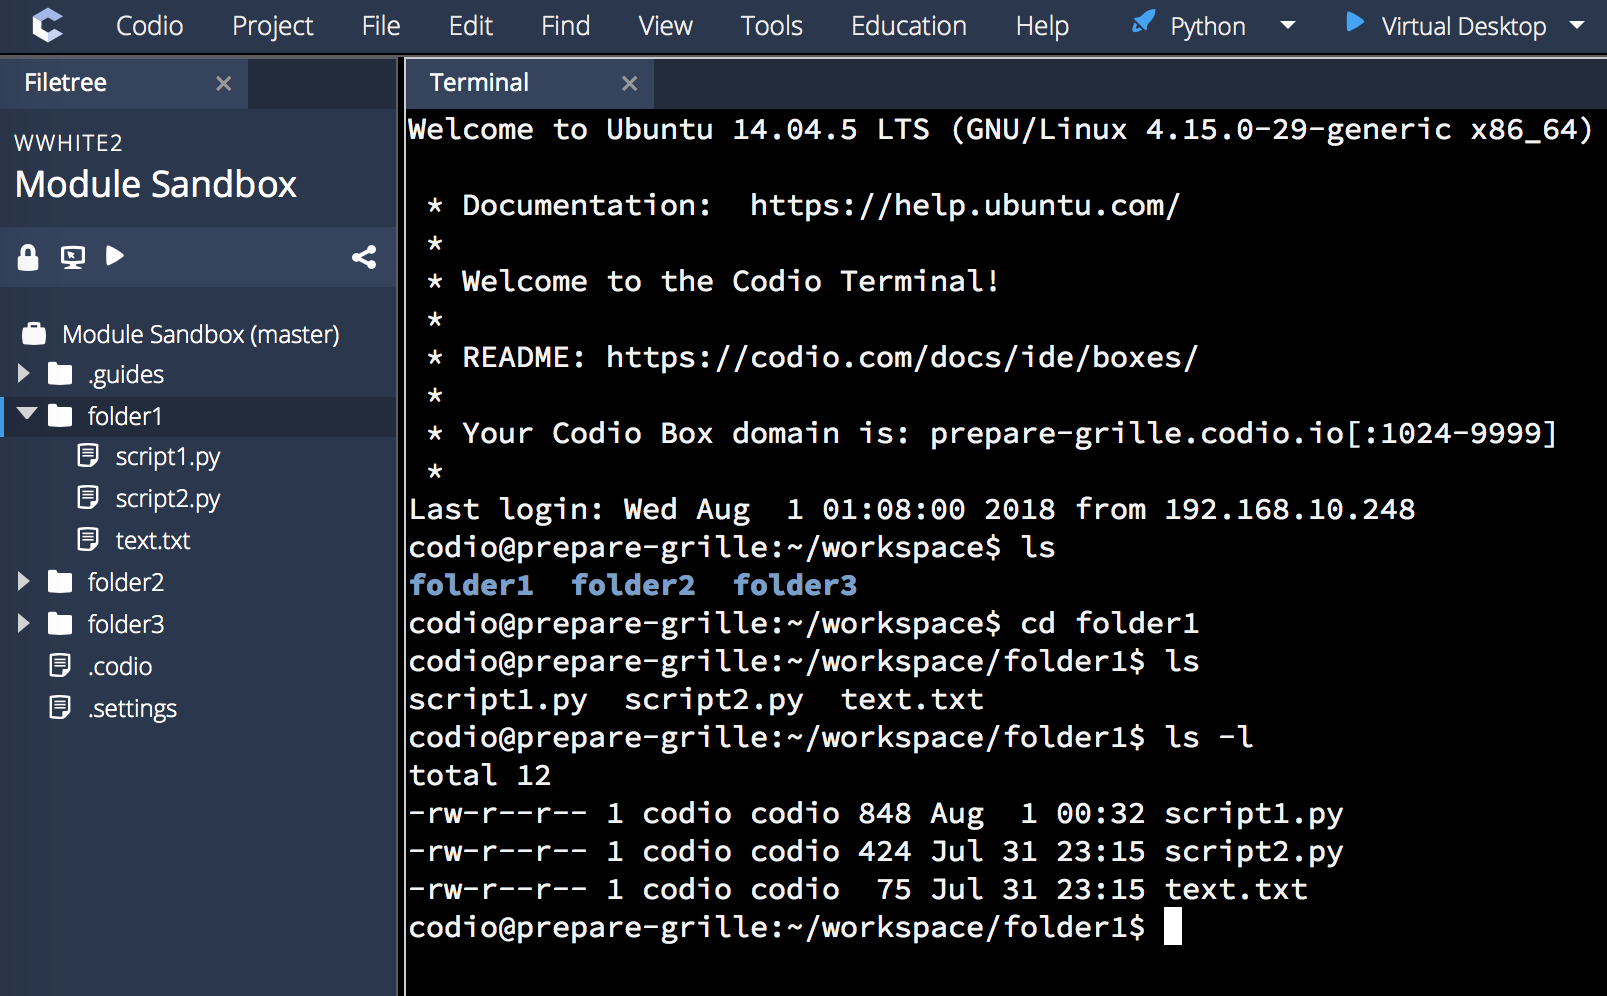 Codio Project File Edit Find View Tools Education Help Python Virtual Desktop
Filetree
WWHITE2
Module Sandbox
Module Sandbox (master)
.guides
folder1
script1.py
script2.py
text.txt
folder2
folder3
.codio
.settings
Terminal
Welcome to Ubuntu 14.04.5 LTS (GNU/Linux 4.15.0-29-generic x86_64)
* Documentation:  https://help.ubuntu.com/
*
* Welcome to the Codio Terminal!
*
* README: https://codio.com/docs/ide/boxes/
*
* Your Codio Box domain is: prepare-grille.codio.io[:1024-9999]
*
Last login: Wed Aug  1 01:08:00 2018 from 192.168.10.248
codio@prepare-grille:~/workspace$ ls
folder1  folder2  folder3
codio@prepare-grille:~/workspace$ cd folder1
codio@prepare-grille:~/workspace/folder1$ ls
script1.py  script2.py  text.txt
codio@prepare-grille:~/workspace/folder1$ ls -l
total 12
-rw-r--r-- 1 codio codio 848 Aug  1 00:32 script1.py
-rw-r--r-- 1 codio codio 424 Jul 31 23:15 script2.py
-rw-r--r-- 1 codio codio  75 Jul 31 23:15 text.txt
codio@prepare-grille:~/workspace/folder1$